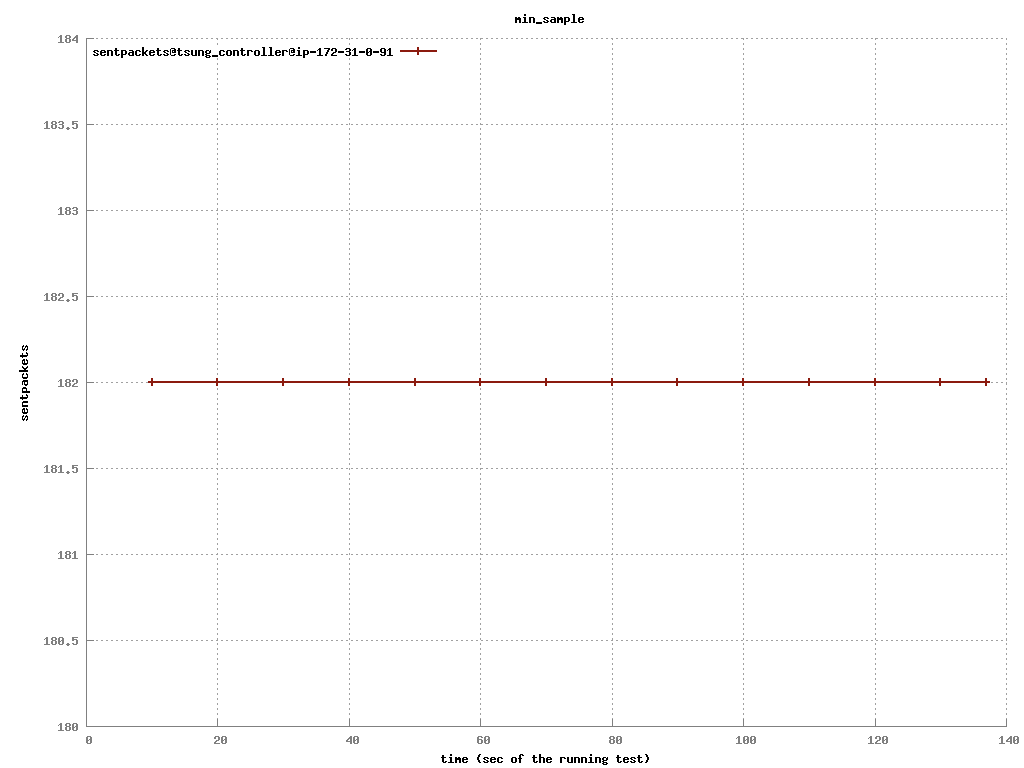 min_sample
sentpackets@tsung_controller@ip-172-31-0-91
184
183.5
183
182.5
182
181.5
181
180.5
180
sentpackets
0 20 40 60 80 100 120 140
time (sec of the running test)